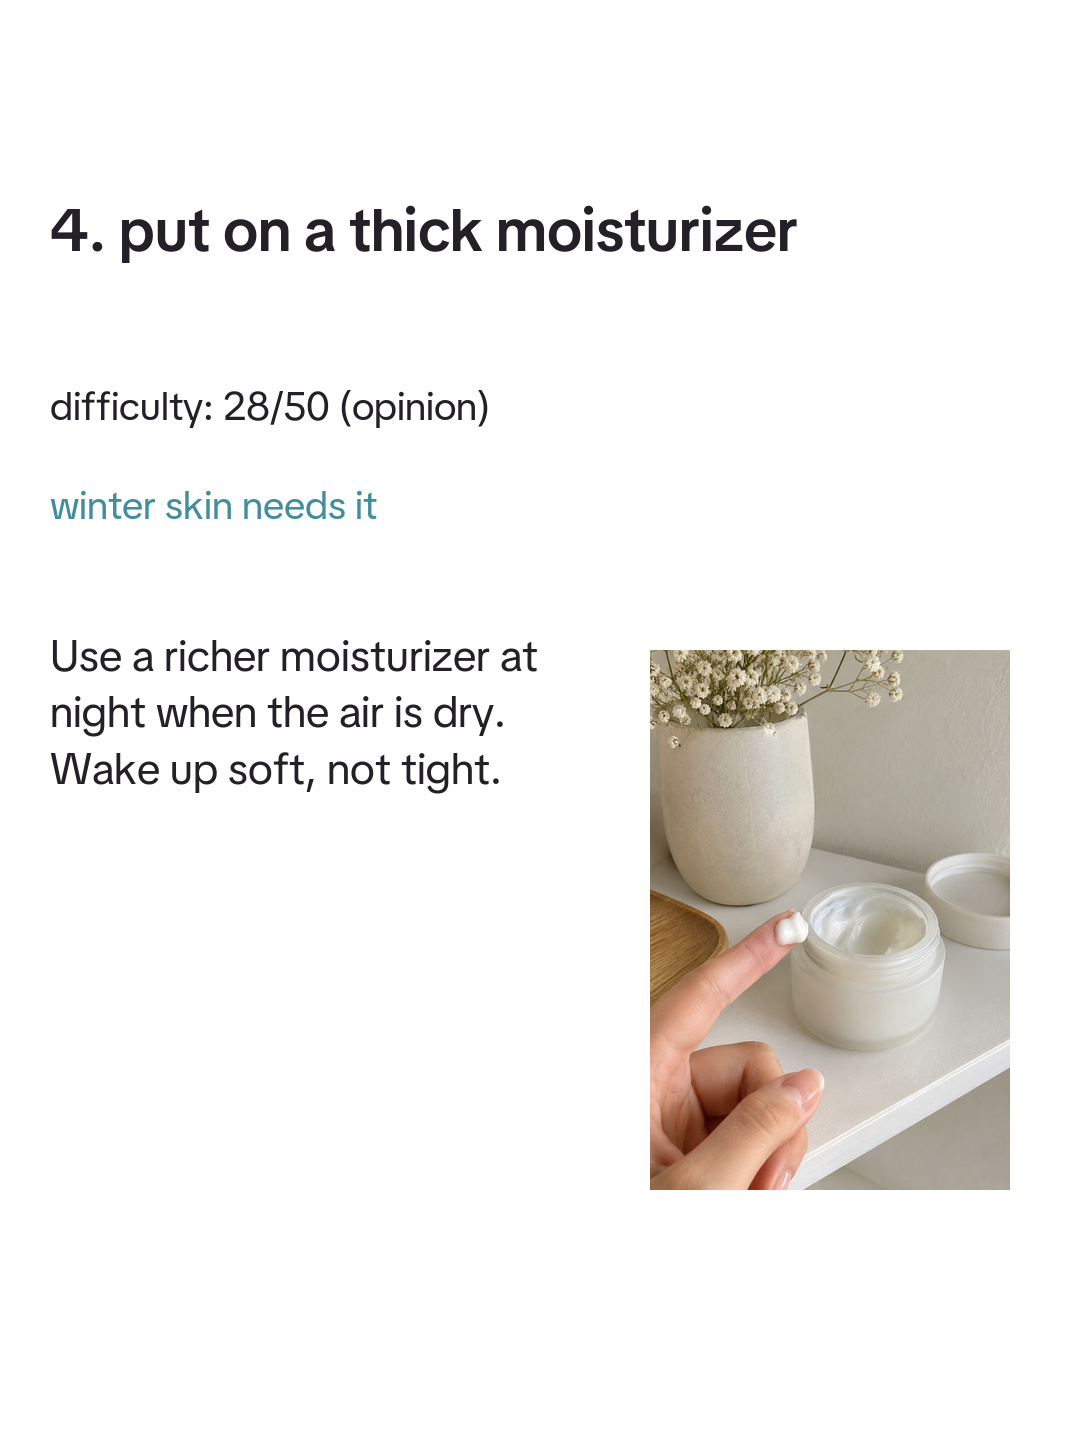 4. put on a thick moisturizer
difficulty: 28/50 (opinion)
winter skin needs it
Use a richer moisturizer at
night when the air is dry.
Wake up soft, not tight.